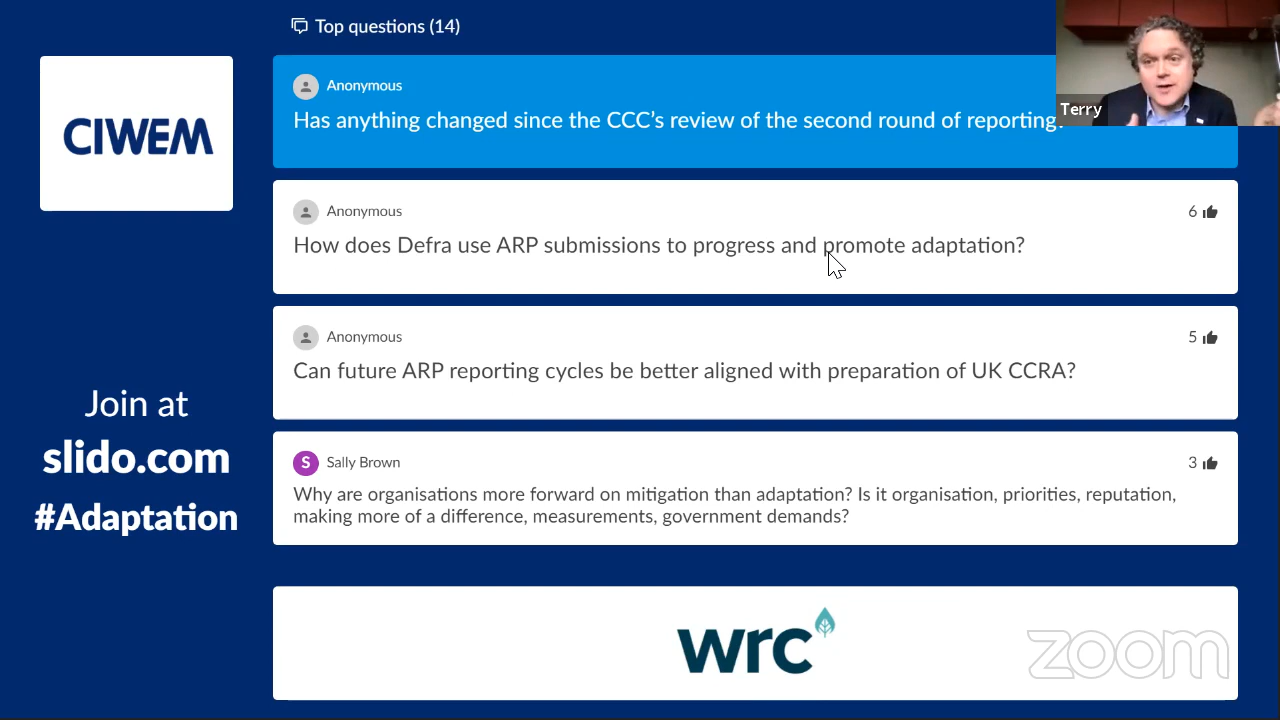 Top questions (14)
Anonymous
Has anything changed since the CCC's review of the second round of reporting?
Terry
CIWEM
Anonymous
6
How does Defra use ARP submissions to progress and promote adaptation?
Anonymous
5
Can future ARP reporting cycles be better aligned with preparation of UK CCRA?
Join at
slido.com
#Adaptation
S
Sally Brown
3
Why are organisations more forward on mitigation than adaptation? Is it organisation, priorities, reputation,
making more of a difference, measurements, government demands?
wrc
zoom